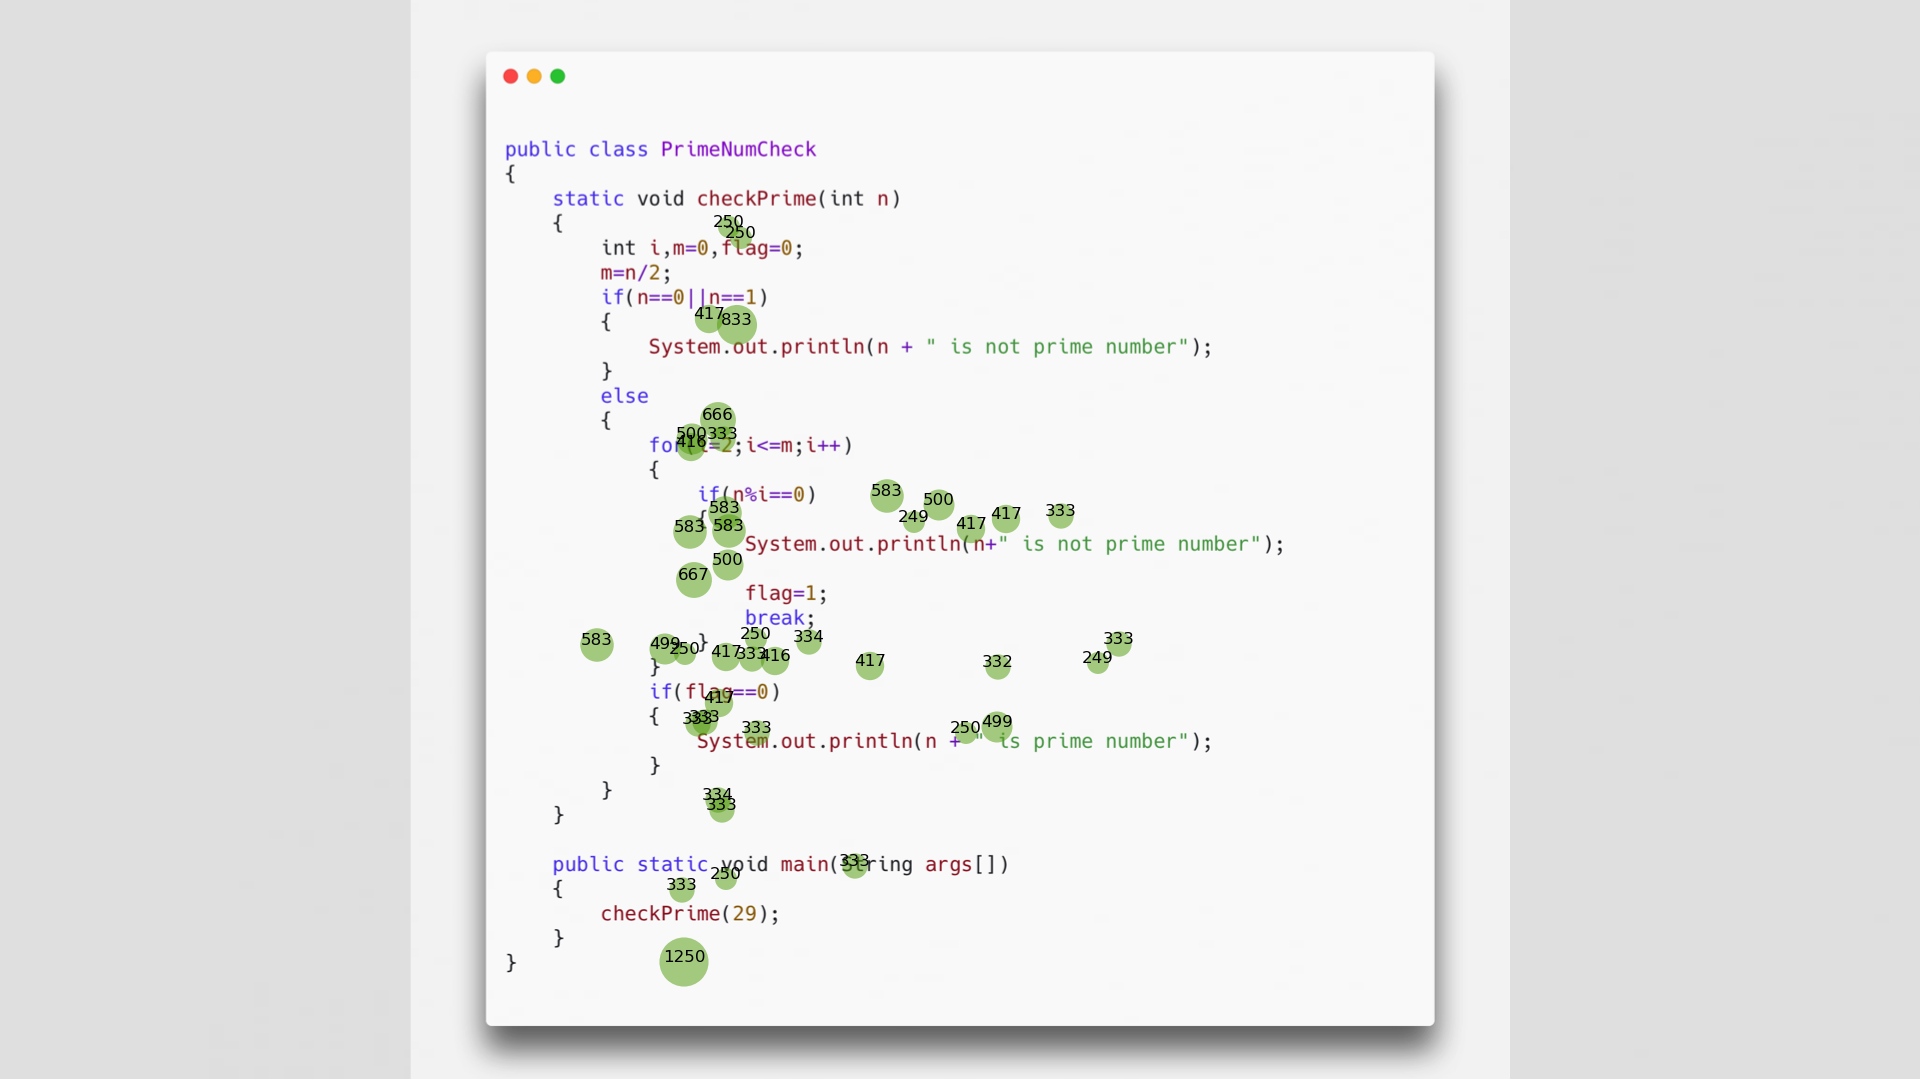 public class PrimeNumCheck
{
static void checkPrime(int n)
{
250
250
int i,m=0,flag=0;
m=n/2;
if(n==0||n==1)
{
417 833
System.out.println(n + " is not prime number");
}
else
{
666
500 333
416
for(i=2;i<=m;i++)
{
if(n%i==0)
583 500 249 417 417 333
{
583
583 583
System.out.println(n+" is not prime number");
500
667
flag=1;
break;
}
583 499 250 417 250 333 416 334 417 332 249 333
}
if(flag==0)
417
{
333 333 333 250 499
System.out.println(n + " is prime number");
}
}
334
333
}
public static void main(String args[])
333
250
333
{
checkPrime(29);
}
1250
}